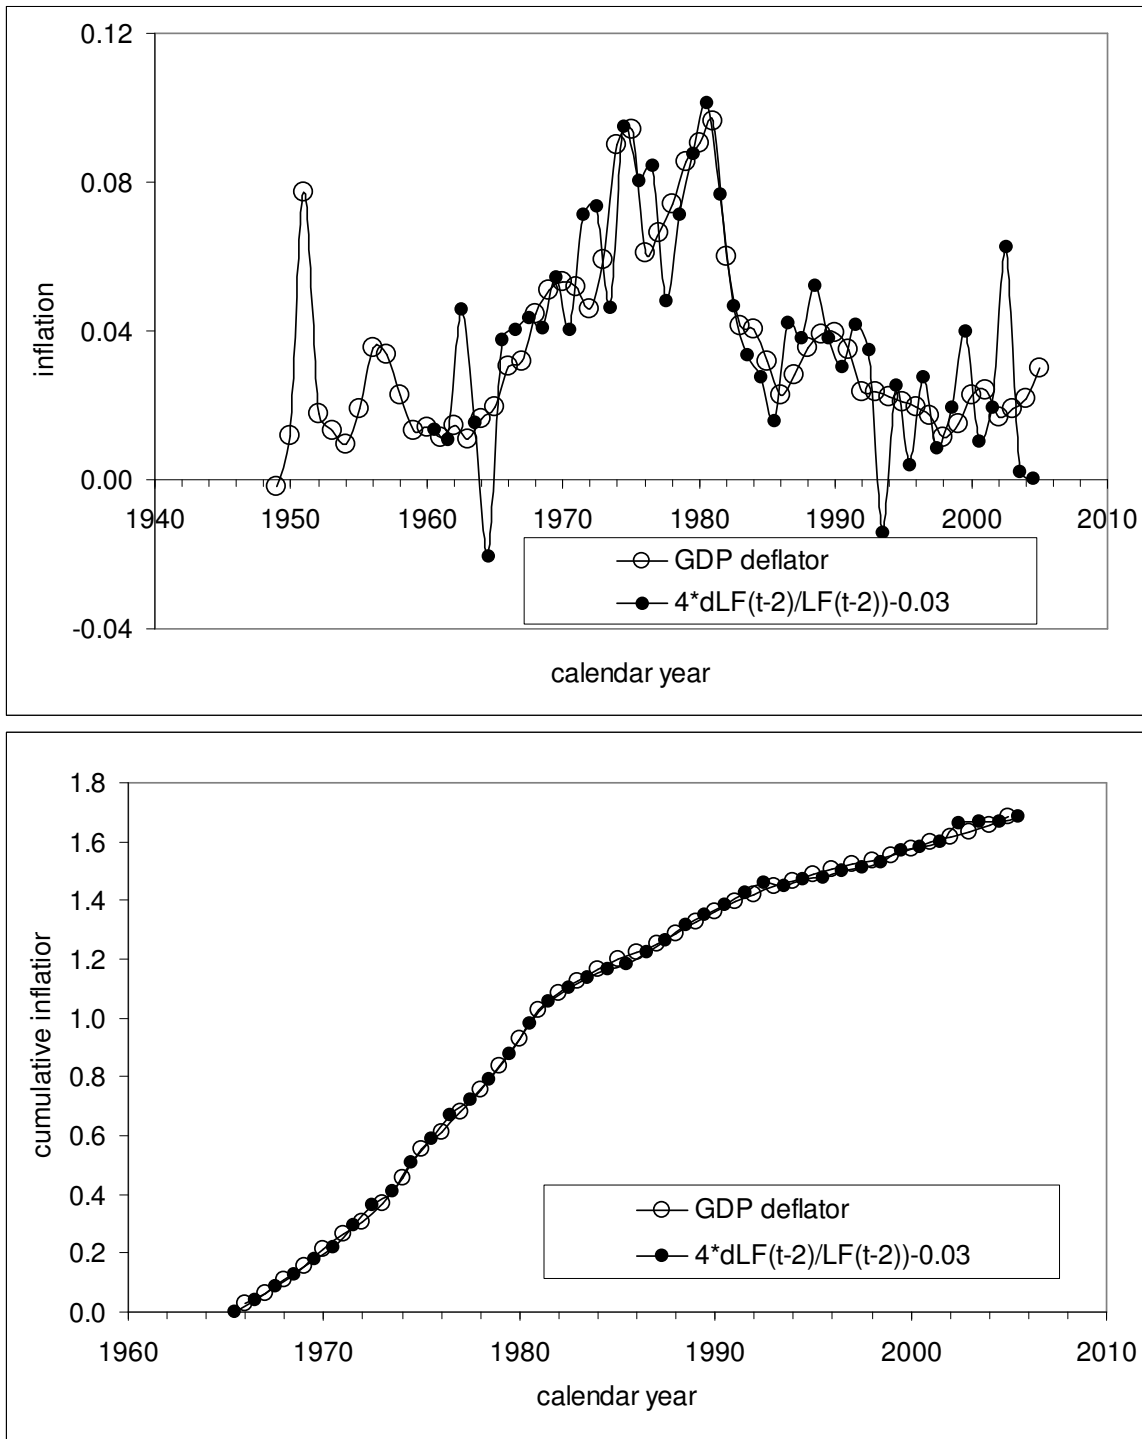 0.12
0.08
0.04
0.00
-0.04
inflation
1940 1950 1960 1970 1980 1990 2000 2010
GDP deflator
4*dLF(t-2)/LF(t-2))-0.03
calendar year
1.8
1.6
1.4
1.2
1.0
0.8
0.6
0.4
0.2
0.0
cumulative inflatior
1960 1970 1980 1990 2000 2010
GDP deflator
4*dLF(t-2)/LF(t-2))-0.03
calendar year